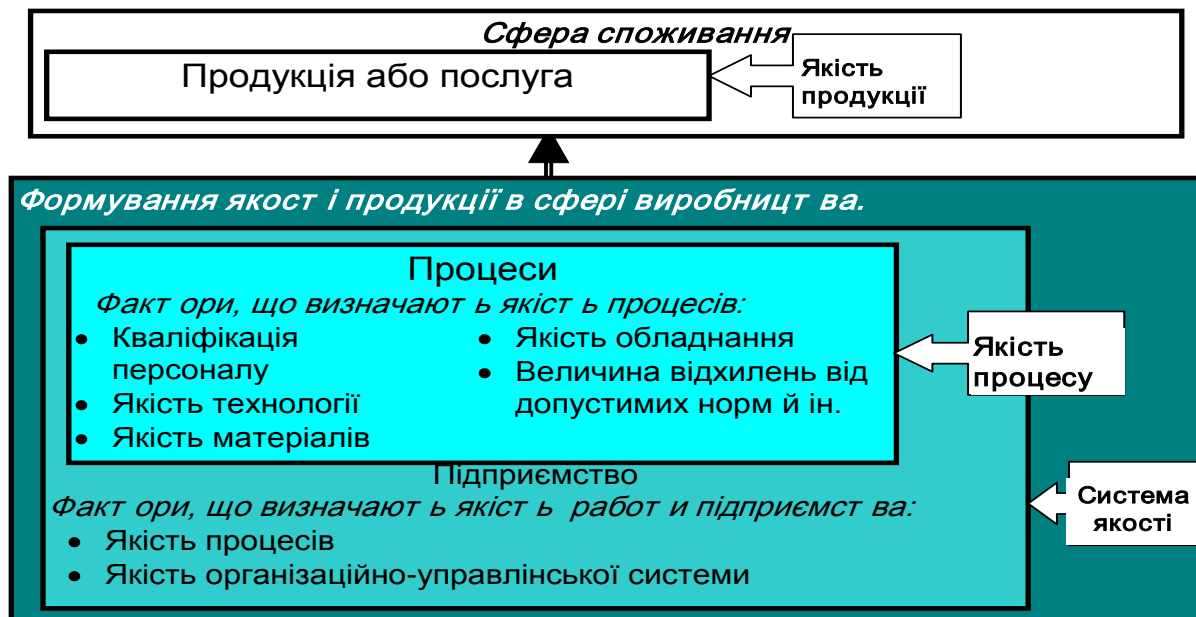 Сфера споживання
Продукція або послуга
Якість
продукції
Формування якост і продукції в сфері виробницт ва.
Процеси
Факт ори, що визначают ь якіст ь процесів:
• Кваліфікація
персоналу
• Якість технології
• Якість матеріалів
• Якість обладнання
• Величина відхилень від
допустимих норм й ін.
Якість
процесу
Підприємство
Факт ори, що визначают ь якіст ь работ и підприємст ва:
• Якість процесів
• Якість організаційно-управлінської системи
Система
якості